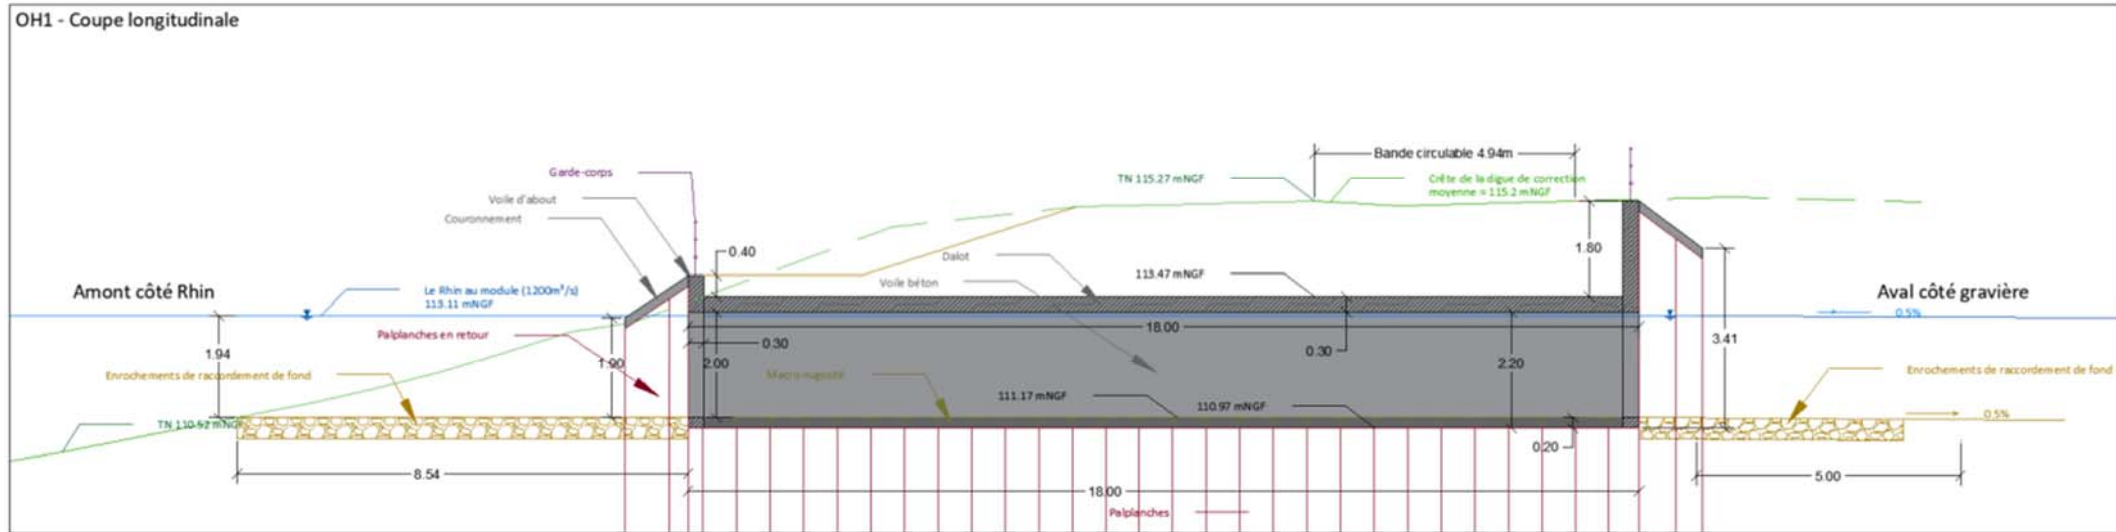 OH1 - Coupe longitudinale
Bande circulable 4.94m
Garde-corps
TN 115.27 mNGF
Crête de la digue de correction
moyenne = 115.2 mNGF
Voile d'about
Couronnement
0.40
1.80
Dalot
113.47 mNGF
Voile béton
Amont côté Rhin
Le Rhin au module (1200m³/s)
113.11 mNGF
Aval côté gravière
0.5%
18.00
Palplanches en retour
0.30
0.30
3.41
1.94
1.90
2.00
2.20
Enrochements de raccordement de fond
Macro-rugosité
Enrochements de raccordement de fond
111.17 mNGF
110.97 mNGF
0.5%
TN 110.52 mNGF
0.20
8.54
5.00
18.00
Palplanches